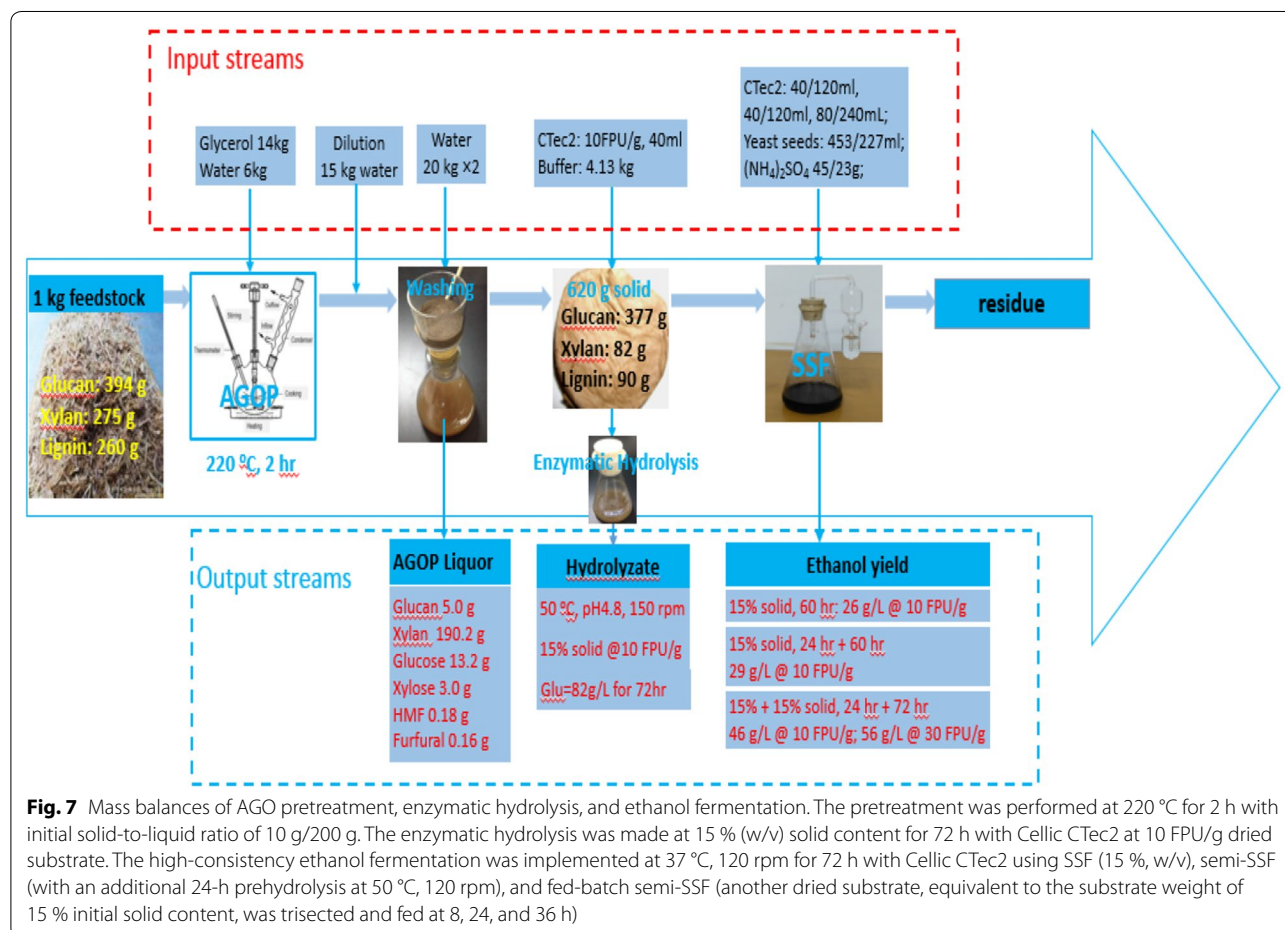 Input streams
Glycerol 14kg
Water 6kg
Dilution
15 kg water
Water
20 kg ×2
CTec2: 10FPU/g, 40ml
Buffer: 4.13 kg
CTec2: 40/120ml,
40/120ml, 80/240mL;
Yeast seeds: 453/227ml;
(NH₄)₂SO₄ 45/23g;
1 kg feedstock
Glucan: 394 g
Xylan: 275 g
Lignin: 260 g
Stirring
Outflow
Inflow
Condenser
Thermometer
Cooking
Heating
AGOP
220 ºC, 2 hr
Washing
620 g solid
Glucan: 377 g
Xylan: 82 g
Lignin: 90 g
Enzymatic Hydrolysis
SSF
residue
Output streams
AGOP Liquor
Glucan 5.0 g
Xylan 190.2 g
Glucose 13.2 g
Xylose 3.0 g
HMF 0.18 g
Furfural 0.16 g
Hydrolyzate
50 ºC, pH4.8, 150 rpm
15% solid @10 FPU/g
Glu=82g/L for 72hr
Ethanol yield
15% solid, 60 hr: 26 g/L @ 10 FPU/g
15% solid, 24 hr + 60 hr
29 g/L @ 10 FPU/g
15% + 15% solid, 24 hr + 72 hr
46 g/L @ 10 FPU/g; 56 g/L @ 30 FPU/g
Fig. 7 Mass balances of AGO pretreatment, enzymatic hydrolysis, and ethanol fermentation. The pretreatment was performed at 220 °C for 2 h with
initial solid-to-liquid ratio of 10 g/200 g. The enzymatic hydrolysis was made at 15 % (w/v) solid content for 72 h with Cellic CTec2 at 10 FPU/g dried
substrate. The high-consistency ethanol fermentation was implemented at 37 °C, 120 rpm for 72 h with Cellic CTec2 using SSF (15 %, w/v), semi-SSF
(with an additional 24-h prehydrolysis at 50 °C, 120 rpm), and fed-batch semi-SSF (another dried substrate, equivalent to the substrate weight of
15 % initial solid content, was trisected and fed at 8, 24, and 36 h)